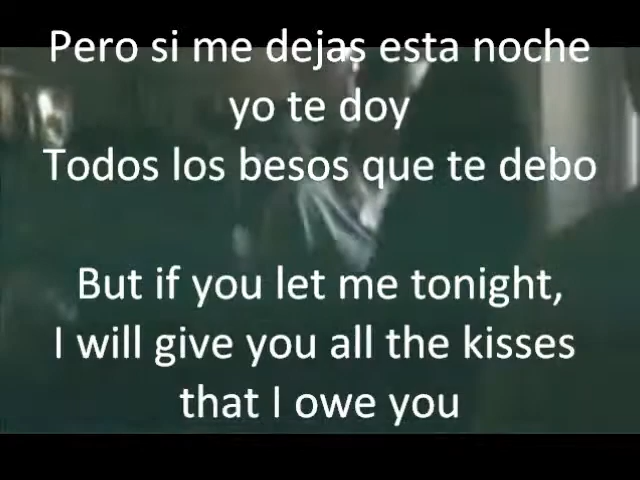 Pero si me dejas esta noche
yo te doy
Todos los besos que te debo
But if you let me tonight,
I will give you all the kisses
that I owe you